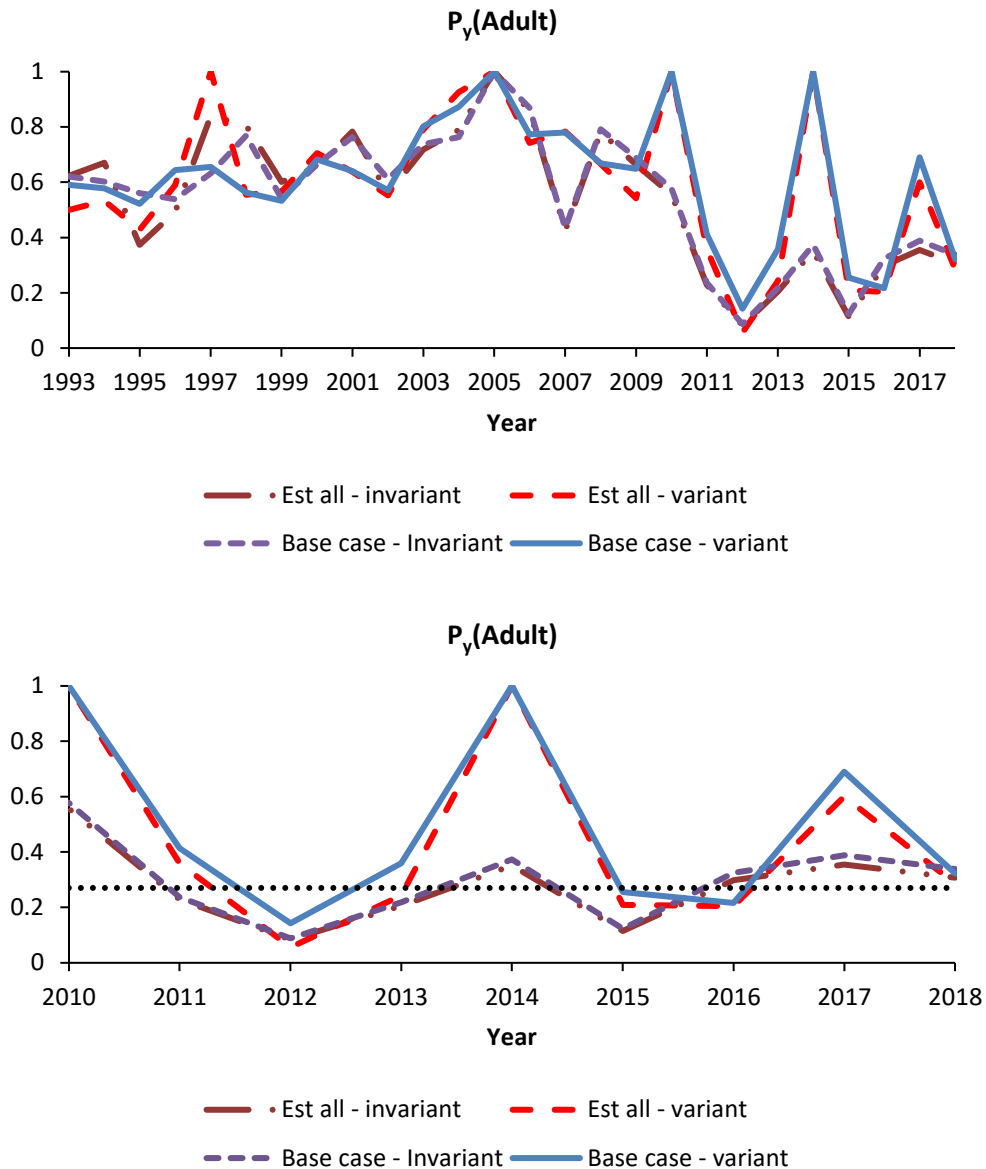 Py(Adult)
1
0.8
0.6
0.4
0.2
0
1993 1995 1997 1999 2001 2003 2005 2007 2009 2011 2013 2015 2017
Year
Est all - invariant Est all - variant
Base case - Invariant Base case - variant
Py(Adult)
1
0.8
0.6
0.4
0.2
0
2010 2011 2012 2013 2014 2015 2016 2017 2018
Year
Est all - invariant Est all - variant
Base case - Invariant Base case - variant